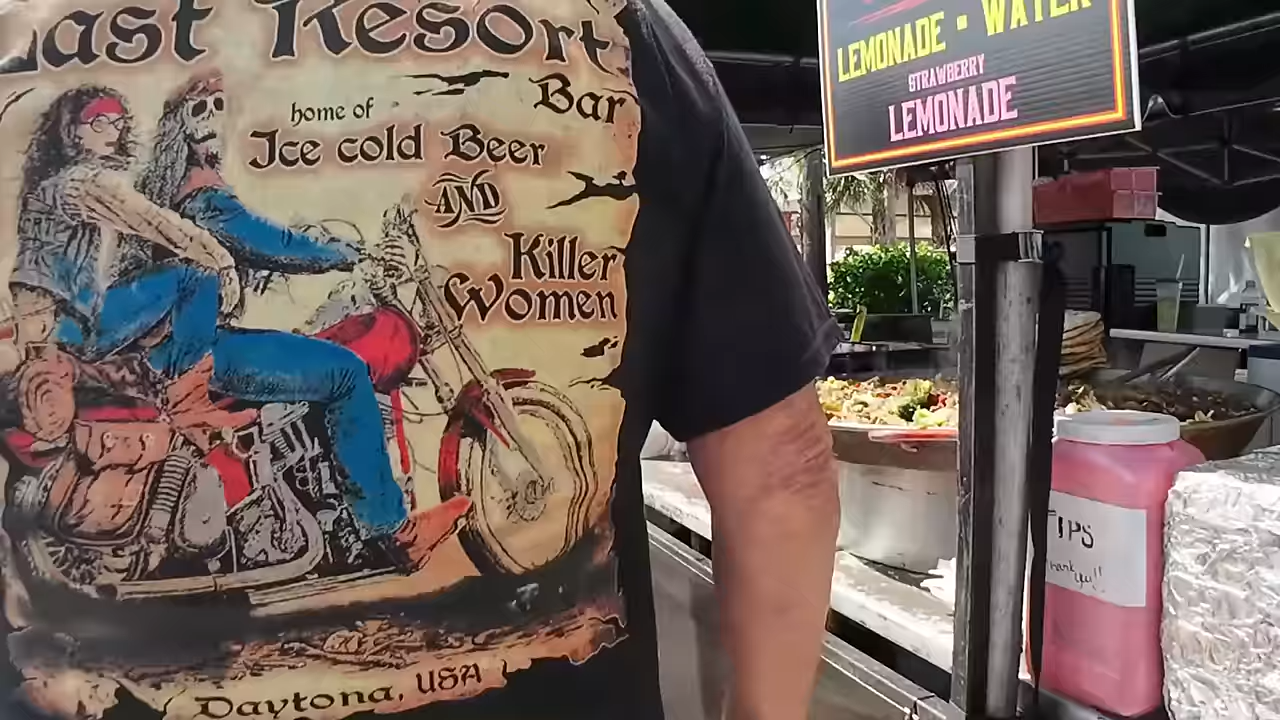 Last Resort
Bar
home of
Ice cold Beer
AND
Killer
Women
Daytona, USA
LEMONADE • WATER
STRAWBERRY
LEMONADE
TIPS
Thank you!!